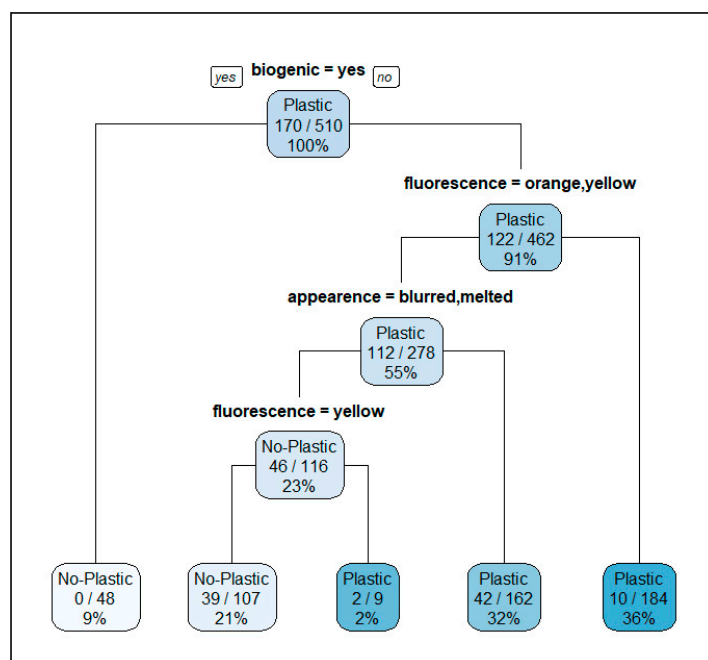 yes biogenic = yes no
Plastic
170 / 510
100%
fluorescence = orange,yellow
Plastic
122 / 462
91%
appearence = blurred,melted
Plastic
112 / 278
55%
fluorescence = yellow
No-Plastic
46 / 116
23%
No-Plastic
0 / 48
9%
No-Plastic
39 / 107
21%
Plastic
2 / 9
2%
Plastic
42 / 162
32%
Plastic
10 / 184
36%